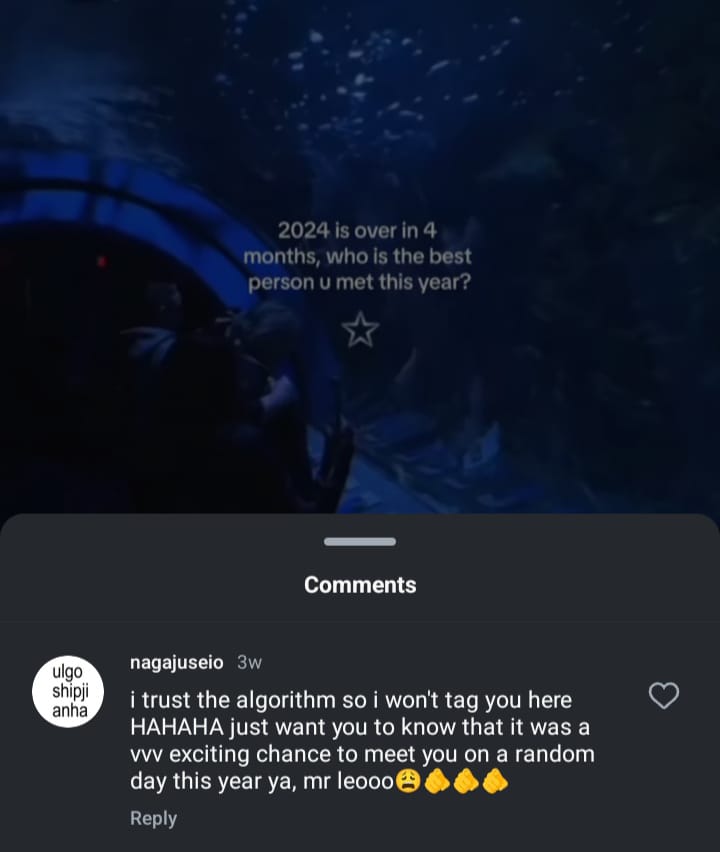 2024 is over in 4
months, who is the best
person u met this year?
Comments
ulgo
shipji
anha
nagajuseio 3w
i trust the algorithm so i won't tag you here
HAHAHA just want you to know that it was a
vvv exciting chance to meet you on a random
day this year ya, mr leooo😩🫵🫵🫵
Reply